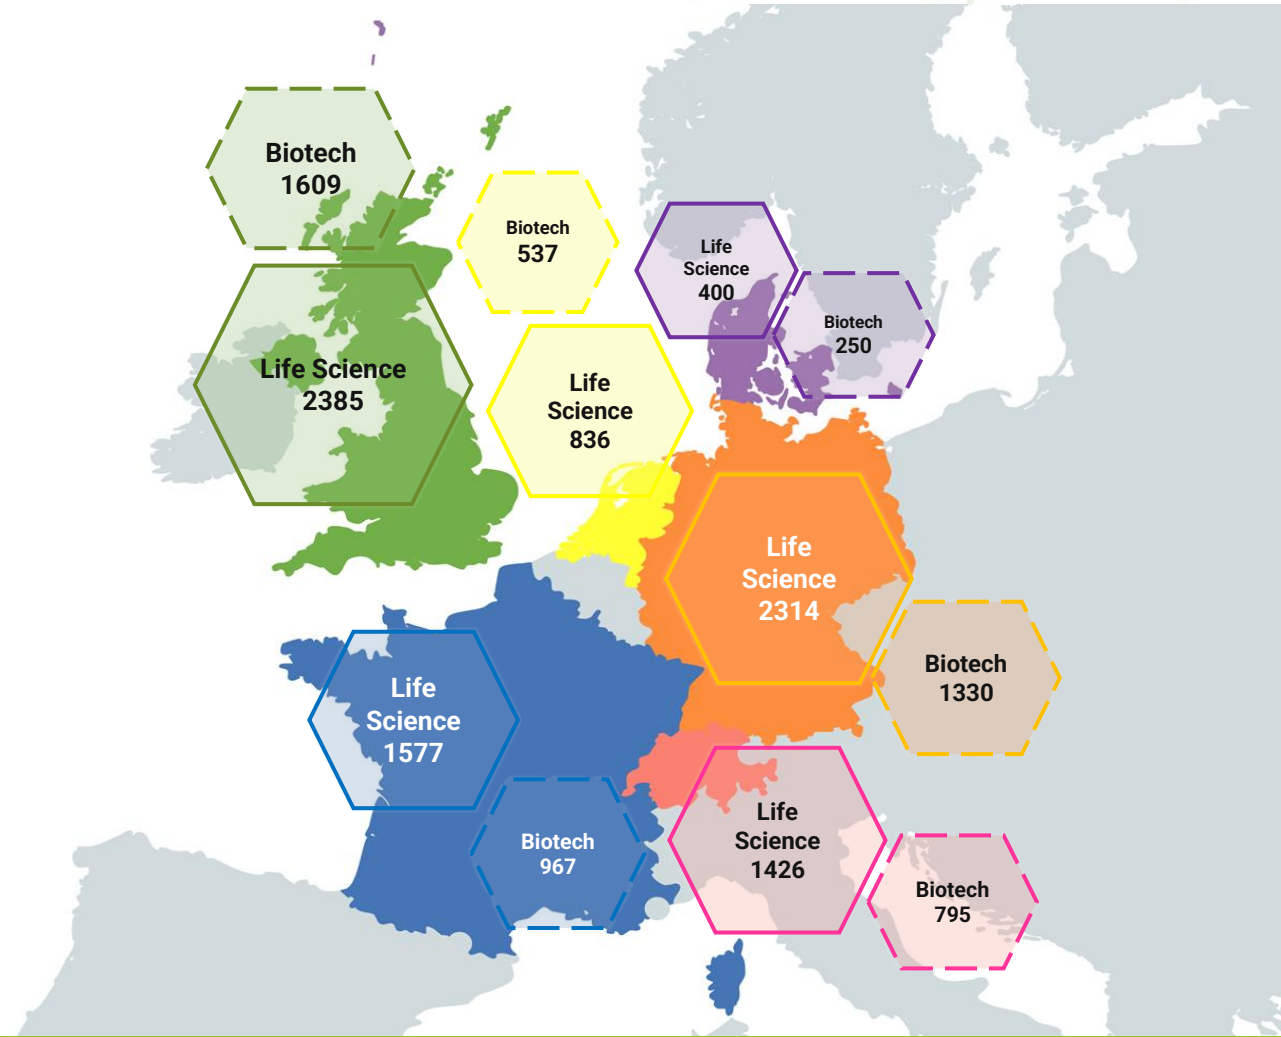 Biotech
1609
Biotech
537
Life
Science
400
Biotech
250
Life Science
2385
Life
Science
836
Life
Science
2314
Biotech
1330
Life
Science
1577
Biotech
967
Life
Science
1426
Biotech
795